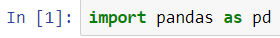 In [1]: import pandas as pd